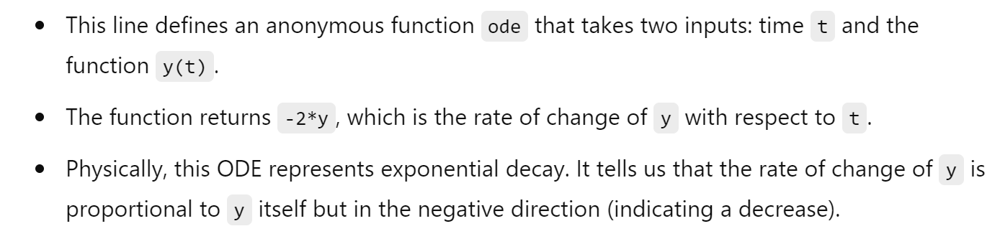 This line defines an anonymous function ode that takes two inputs: time t and the
function y(t).
The function returns -2*y, which is the rate of change of y with respect to t.
Physically, this ODE represents exponential decay. It tells us that the rate of change of y is
proportional to y itself but in the negative direction (indicating a decrease).